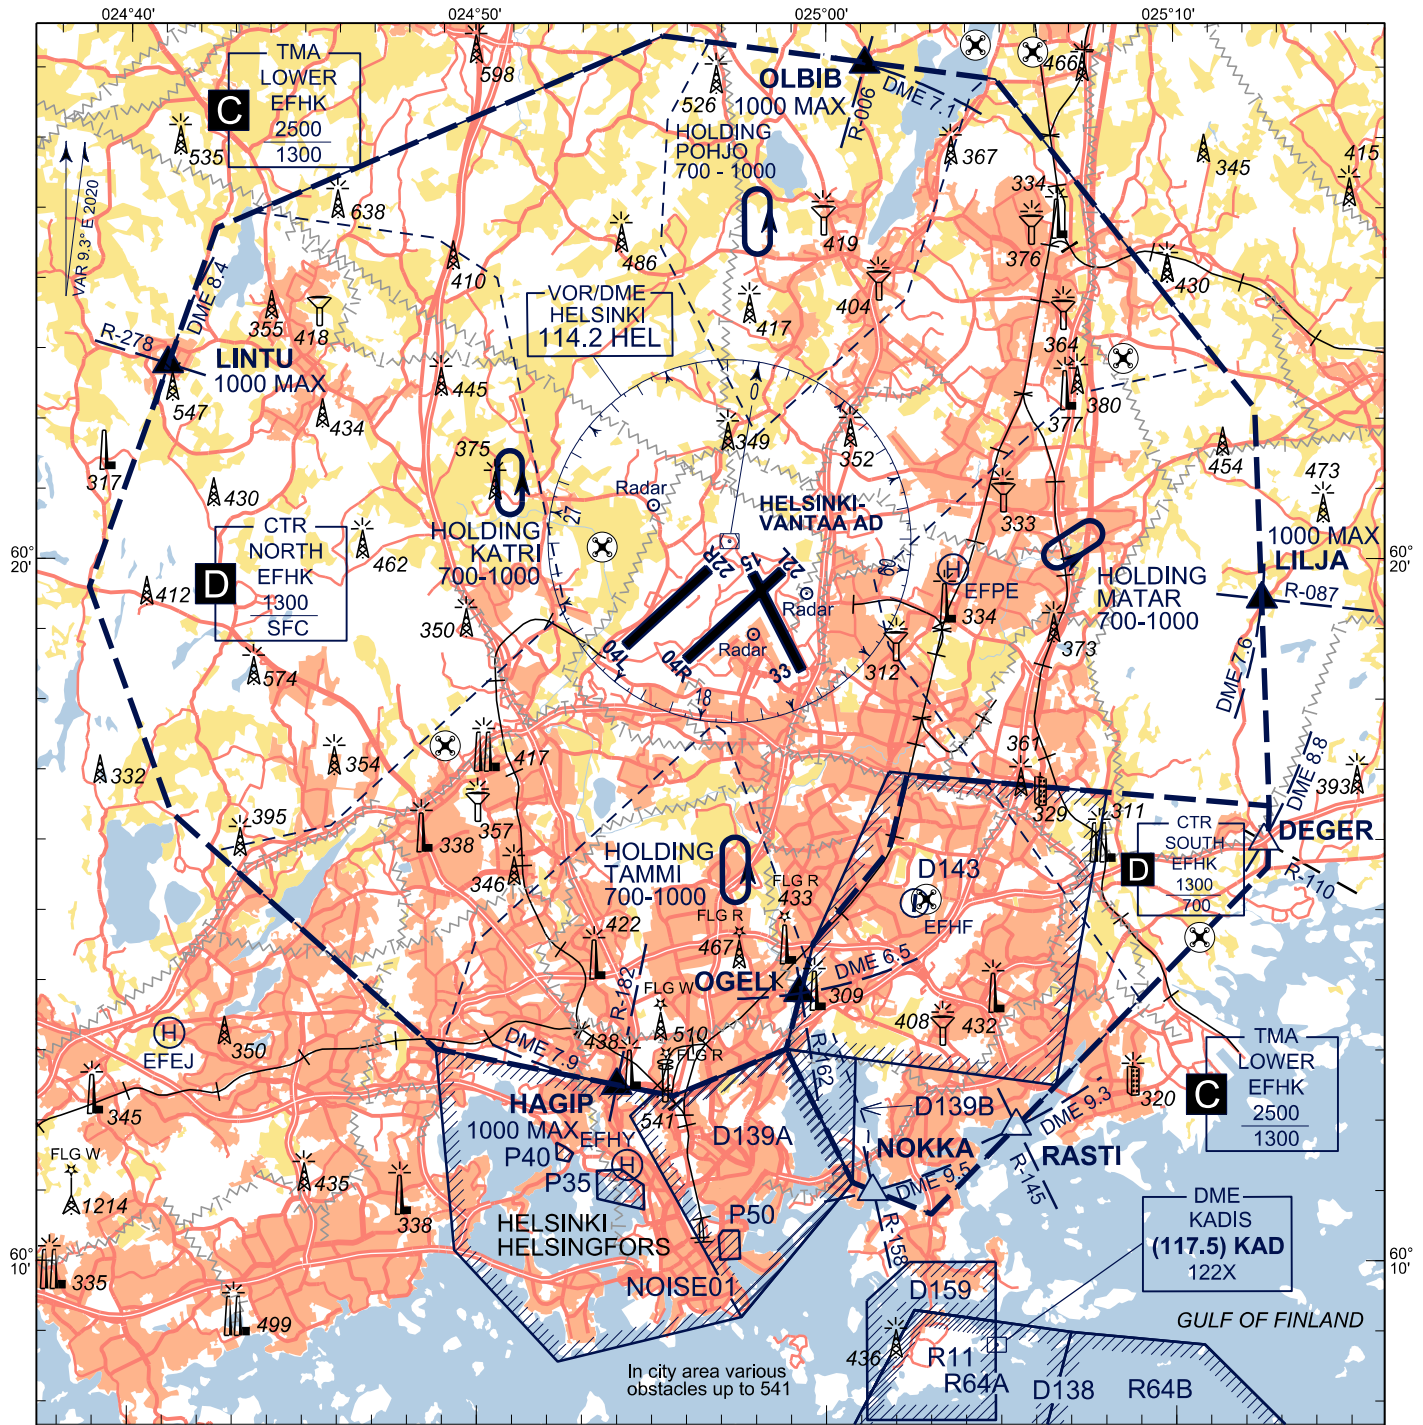 024°40'
024°50'
025°00'
025°10'
TMA
LOWER
EFHK
2500
1300
C
598
526
OLBIB
1000 MAX
R-006
DME 7.1
466
HOLDING
POHJO
700 - 1000
535
367
345
415
VAR 9.3° E 2020
638
334
486
419
376
410
DME 8.4
VOR/DME
HELSINKI
114.2 HEL
404
430
355
418
417
364
R-278
LINTU
1000 MAX
547
445
0
380
377
434
349
352
454
375
473
317
430
Radar
27
HELSINKI-
VANTAA AD
333
1000 MAX
LILJA
HOLDING
KATRI
700-1000
CTR
NORTH
EFHK
1300
SFC
D
462
60°
20'
60°
20'
22R
15
22L
09
H
EFPE
334
HOLDING
MATAR
700-1000
R-087
412
350
Radar
Radar
04L
04R
33
18
312
373
574
DME 7.6
417
361
354
332
DME 8.8
393
395
357
338
329
311
CTR
SOUTH
EFHK
1300
700
D
DEGER
R-110
346
HOLDING
TAMMI
700-1000
FLG R
433
D143
EFHF
422
FLG R
467
R-182
OGELI
DME 6.5
309
FLG W
510
408
432
H
EFEJ
350
438
DME 7.9
FLG R
R-162
TMA
LOWER
EFHK
2500
1300
C
345
HAGIP
1000 MAX
541
D139B
DME 9.3
320
EFHY
D139A
P40
H
NOKKA
RASTI
FLG W
1214
435
P35
DME 9.5
R-145
338
HELSINKI
HELSINGFORS
P50
R-158
DME
KADIS
(117.5) KAD
122X
60°
10'
60°
10'
335
NOISE01
D159
499
GULF OF FINLAND
436
R11
R64A
D138
R64B
In city area various
obstacles up to 541